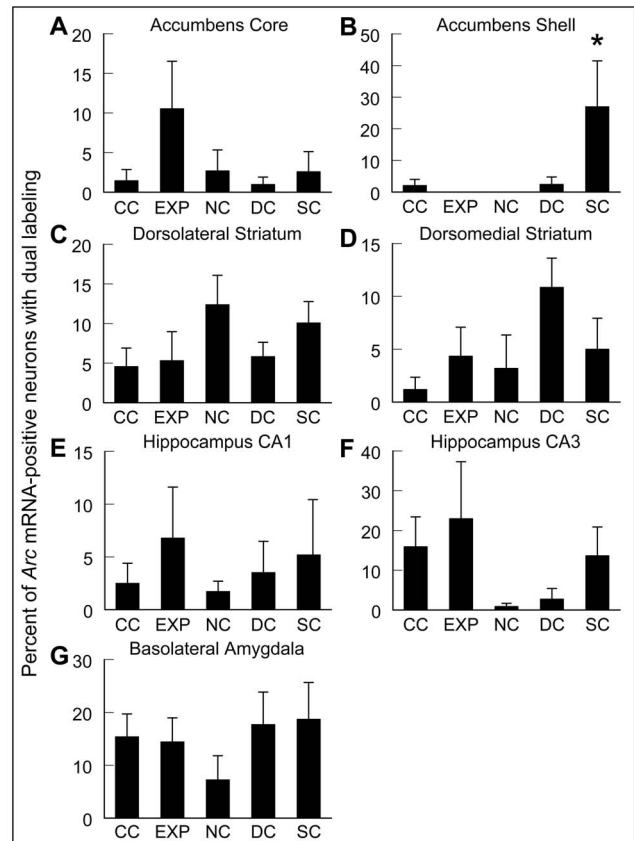 Percent of Arc mRNA-positive neurons with dual labeling
A Accumbens Core
15
10
5
0
CC EXP NC DC SC
B Accumbens Shell
50
40
30
20
10
0
*
CC EXP NC DC SC
C Dorsolateral Striatum
20
15
10
5
0
CC EXP NC DC SC
D Dorsomedial Striatum
15
10
5
0
CC EXP NC DC SC
E Hippocampus CA1
15
10
5
0
CC EXP NC DC SC
F Hippocampus CA3
40
30
20
10
0
CC EXP NC DC SC
G Basolateral Amygdala
30
20
10
0
CC EXP NC DC SC